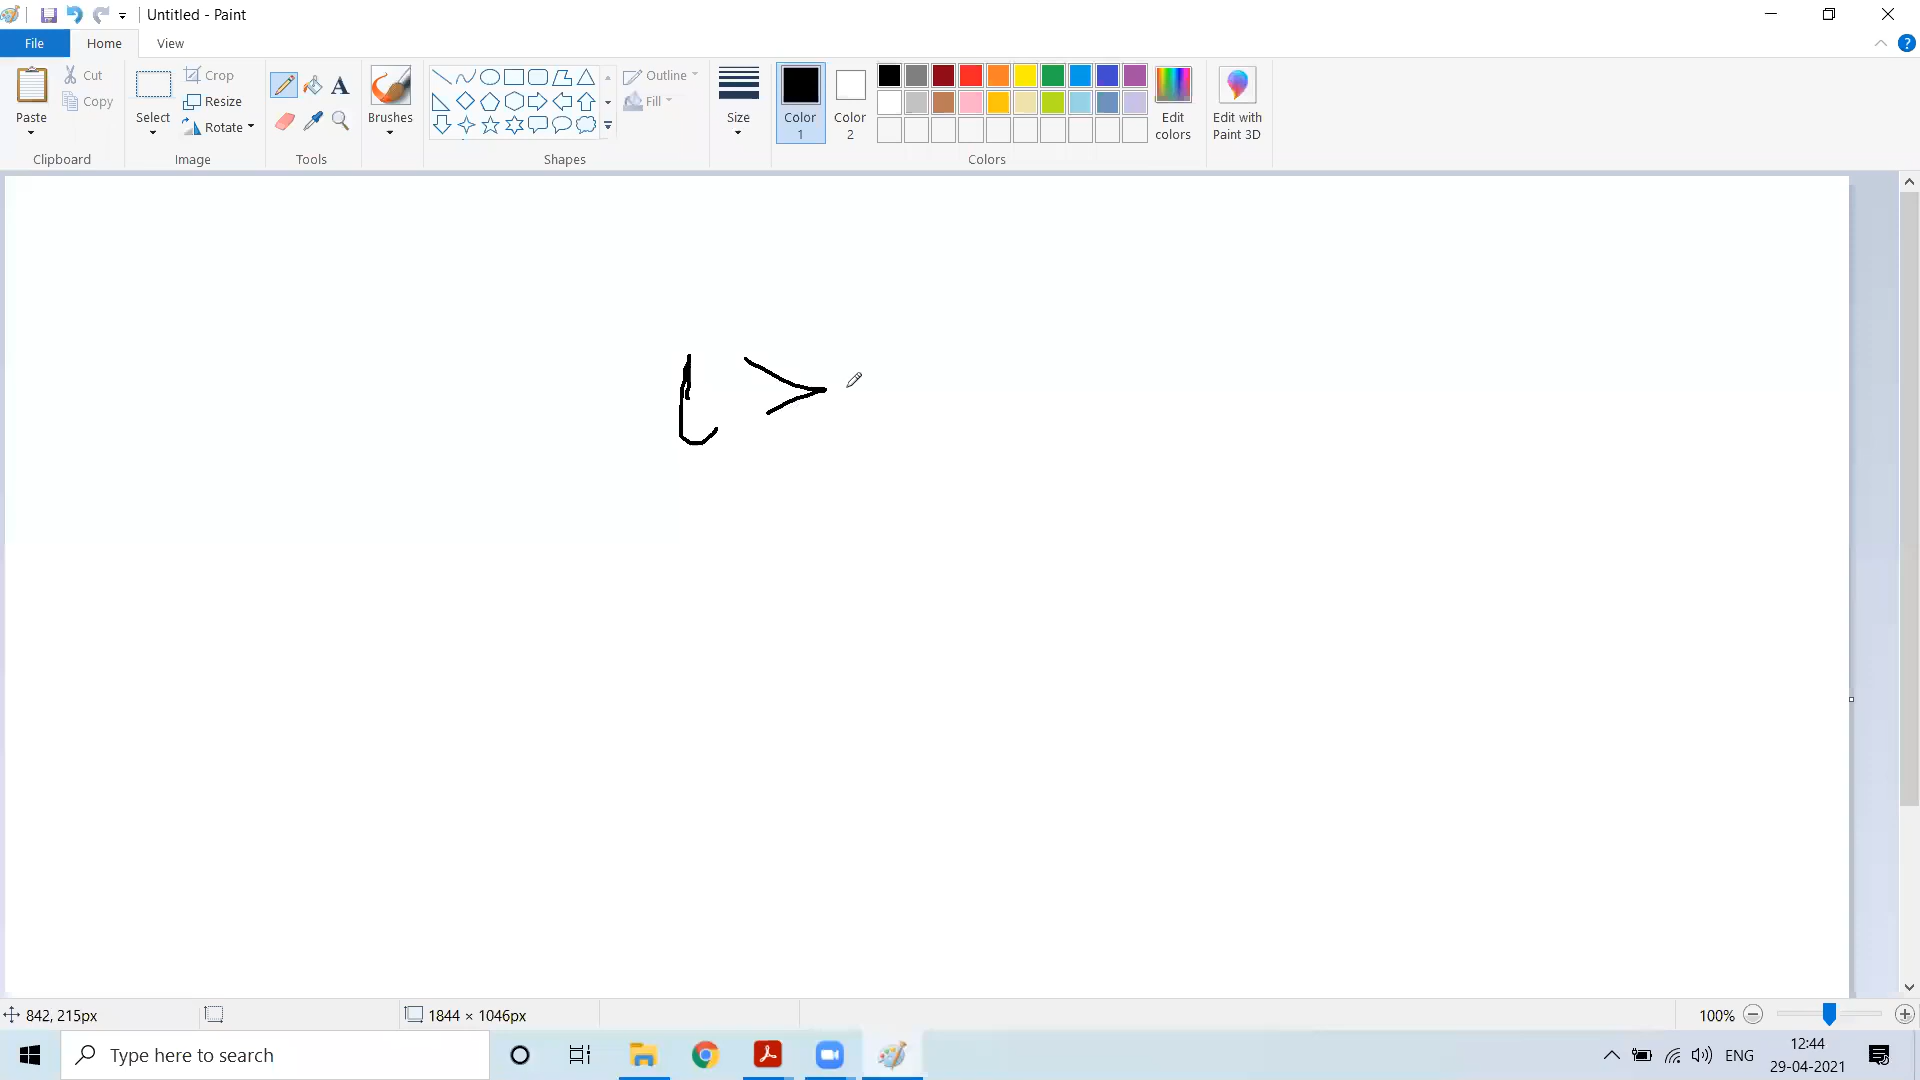 Untitled - Paint
File Home View
Paste Cut Copy Clipboard
Select Crop Resize Rotate Image
A Tools
Brushes
Outline Fill Shapes
Size
Color 1 Color 2 Edit colors Colors
Edit with Paint 3D
?
>
842, 215px 1844 × 1046px 100%
Type here to search ENG 12:44 29-04-2021